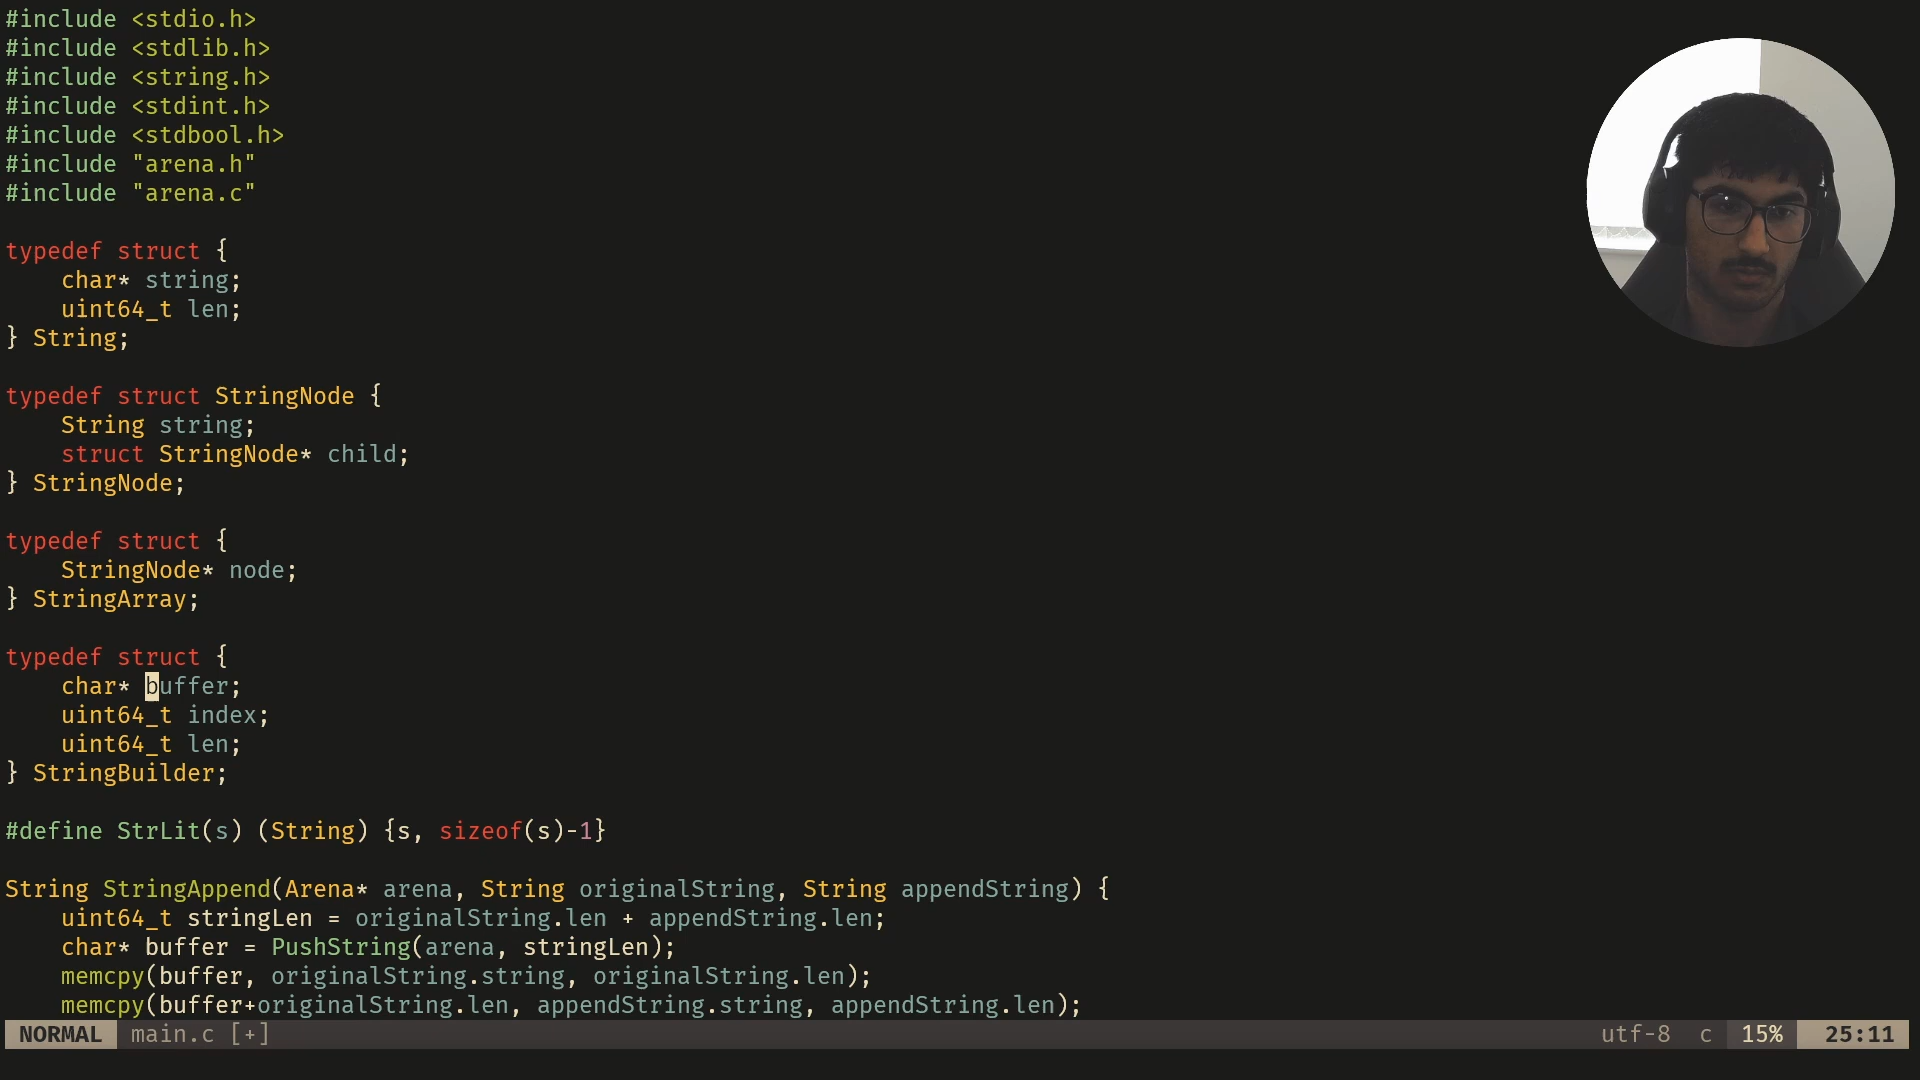 #include <stdio.h>
#include <stdlib.h>
#include <string.h>
#include <stdint.h>
#include <stdbool.h>
#include "arena.h"
#include "arena.c"
typedef struct {
    char* string;
    uint64_t len;
} String;
typedef struct StringNode {
    String string;
    struct StringNode* child;
} StringNode;
typedef struct {
    StringNode* node;
} StringArray;
typedef struct {
    char* buffer;
    uint64_t index;
    uint64_t len;
} StringBuilder;
#define StrLit(s) (String) {s, sizeof(s)-1}
String StringAppend(Arena* arena, String originalString, String appendString) {
    uint64_t stringLen = originalString.len + appendString.len;
    char* buffer = PushString(arena, stringLen);
    memcpy(buffer, originalString.string, originalString.len);
    memcpy(buffer+originalString.len, appendString.string, appendString.len);
NORMAL main.c [+] utf-8 c 15% 25:11